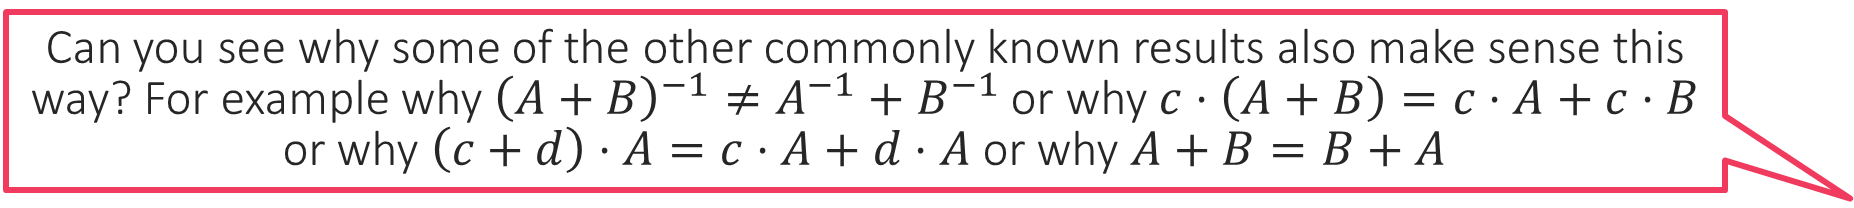 Can you see why some of the other commonly known results also make sense this
way? For example why (A + B)⁻¹ ≠ A⁻¹ + B⁻¹ or why c · (A + B) = c · A + c · B
or why (c + d) · A = c · A + d · A or why A + B = B + A